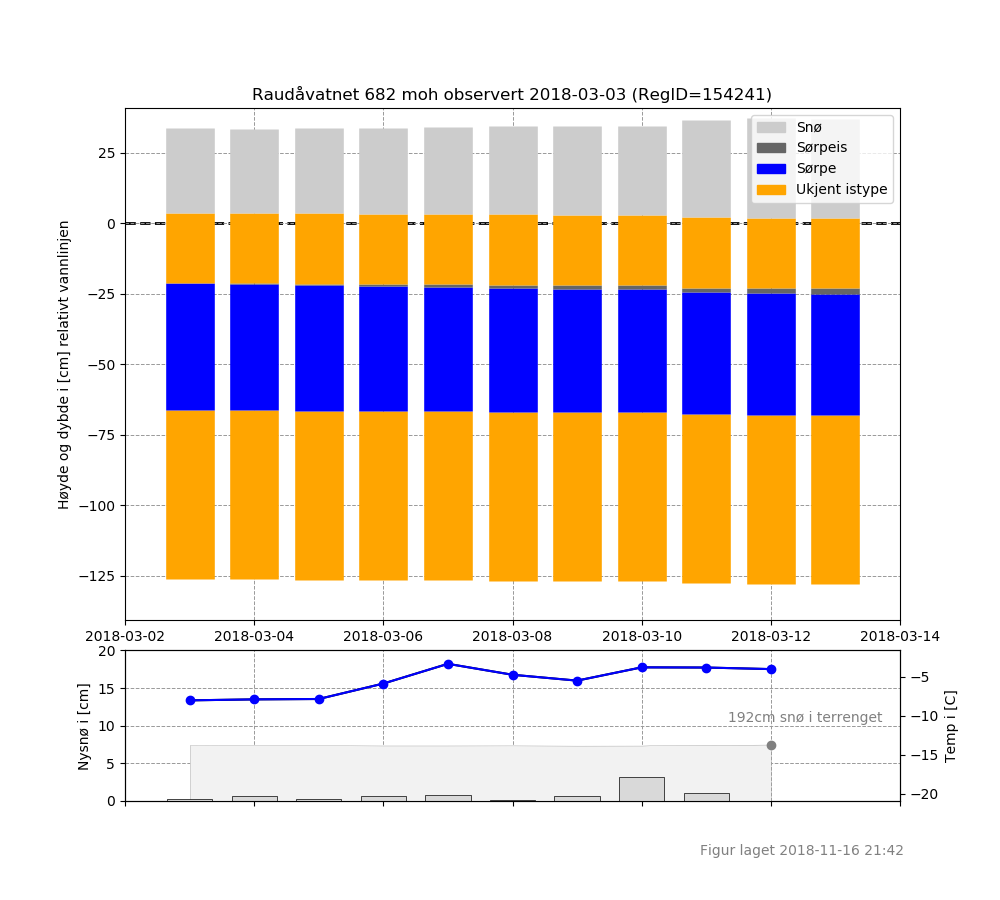 Raudåvatnet 682 moh observert 2018-03-03 (RegID=154241)
Snø
Sørpeis
Sørpe
Ukjent istype
Høyde og dybde i [cm] relativt vannlinjen
25
0
−25
−50
−75
−100
−125
2018-03-02 2018-03-04 2018-03-06 2018-03-08 2018-03-10 2018-03-12 2018-03-14
Nysnø i [cm]
20
15
10
5
0
192cm snø i terrenget
−5
−10
−15
−20
Temp i [C]
Figur laget 2018-11-16 21:42